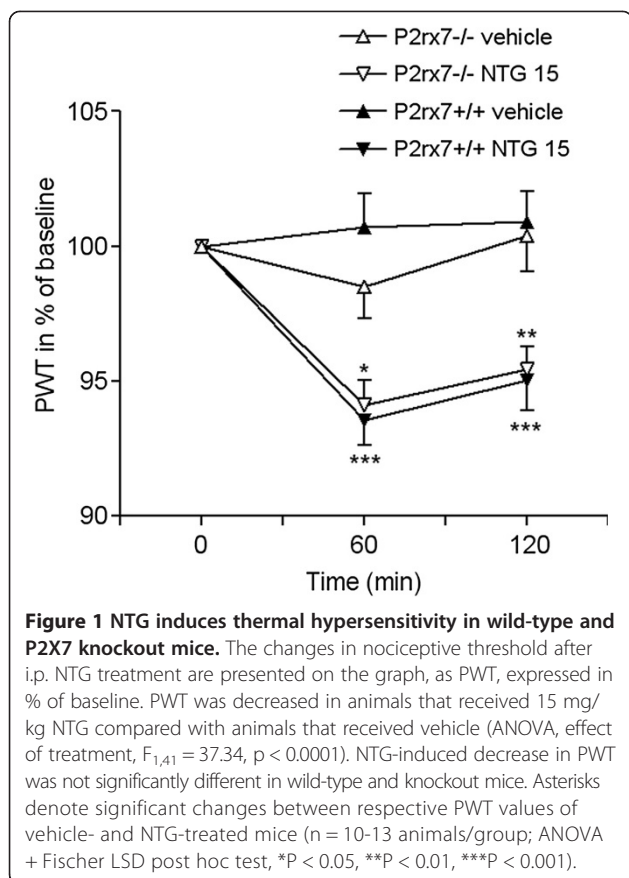 P2rx7-/- vehicle
P2rx7-/- NTG 15
P2rx7+/+ vehicle
P2rx7+/+ NTG 15
105
100
95
90
PWT in % of baseline
*
***
**
***
0 60 120
Time (min)
Figure 1 NTG induces thermal hypersensitivity in wild-type and
P2X7 knockout mice. The changes in nociceptive threshold after
i.p. NTG treatment are presented on the graph, as PWT, expressed in
% of baseline. PWT was decreased in animals that received 15 mg/
kg NTG compared with animals that received vehicle (ANOVA, effect
of treatment, F1,41 = 37.34, p < 0.0001). NTG-induced decrease in PWT
was not significantly different in wild-type and knockout mice. Asterisks
denote significant changes between respective PWT values of
vehicle- and NTG-treated mice (n = 10-13 animals/group; ANOVA
+ Fischer LSD post hoc test, *P < 0.05, **P < 0.01, ***P < 0.001).